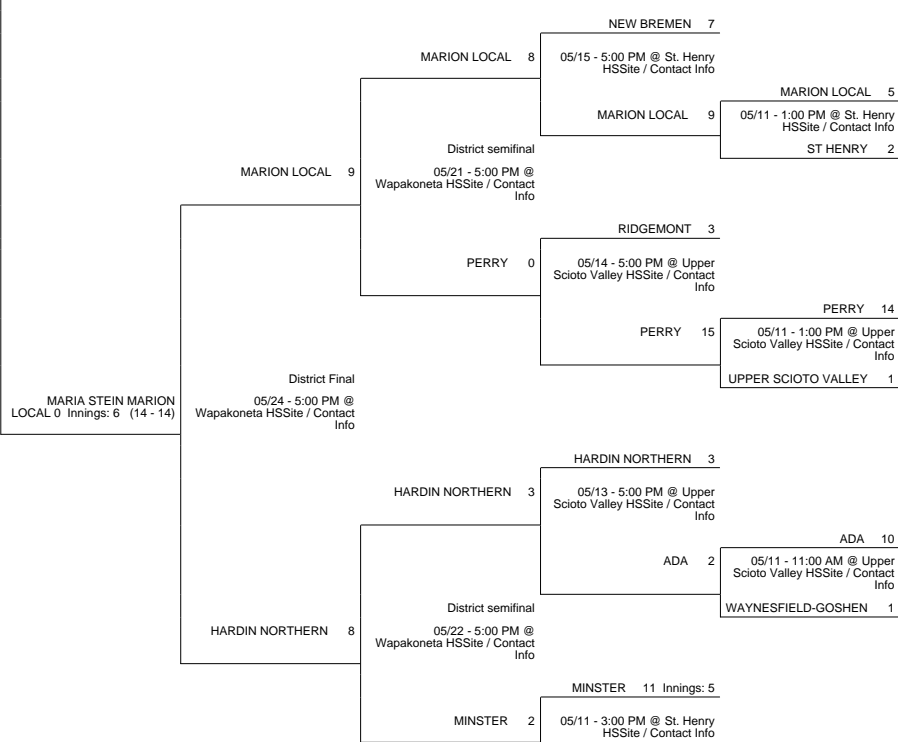 NEW BREMEN 7
MARION LOCAL 8
05/15 - 5:00 PM @ St. Henry
HSSite / Contact Info
MARION LOCAL 5
MARION LOCAL 9
05/11 - 1:00 PM @ St. Henry
HSSite / Contact Info
ST HENRY 2
District semifinal
MARION LOCAL 9
05/21 - 5:00 PM @
Wapakoneta HSSite / Contact
Info
RIDGEMONT 3
PERRY 0
05/14 - 5:00 PM @ Upper
Scioto Valley HSSite / Contact
Info
PERRY 14
PERRY 15
05/11 - 1:00 PM @ Upper
Scioto Valley HSSite / Contact
Info
UPPER SCIOTO VALLEY 1
District Final
MARIA STEIN MARION
LOCAL 0 Innings: 6 (14 - 14)
05/24 - 5:00 PM @
Wapakoneta HSSite / Contact
Info
HARDIN NORTHERN 3
HARDIN NORTHERN 3
05/13 - 5:00 PM @ Upper
Scioto Valley HSSite / Contact
Info
ADA 10
ADA 2
05/11 - 11:00 AM @ Upper
Scioto Valley HSSite / Contact
Info
WAYNESFIELD-GOSHEN 1
District semifinal
HARDIN NORTHERN 8
05/22 - 5:00 PM @
Wapakoneta HSSite / Contact
Info
MINSTER 11 Innings: 5
MINSTER 2
05/11 - 3:00 PM @ St. Henry
HSSite / Contact Info